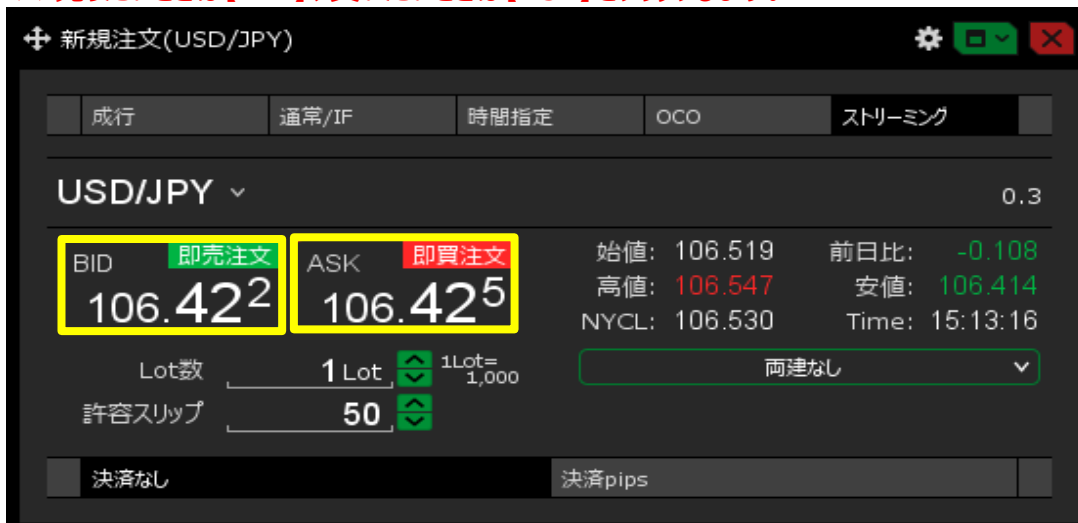 新規注文(USD/JPY)
成行 通常/IF 時間指定 OCO ストリーミング
USD/JPY 0.3
BID 即売注文 ASK 即買注文
106.422 106.425
始値: 106.519 前日比: -0.108
高値: 106.547 安値: 106.414
NYCL: 106.530 Time: 15:13:16
Lot数 1 Lot 1Lot=
1,000
両建なし
許容スリップ 50
決済なし 決済pips